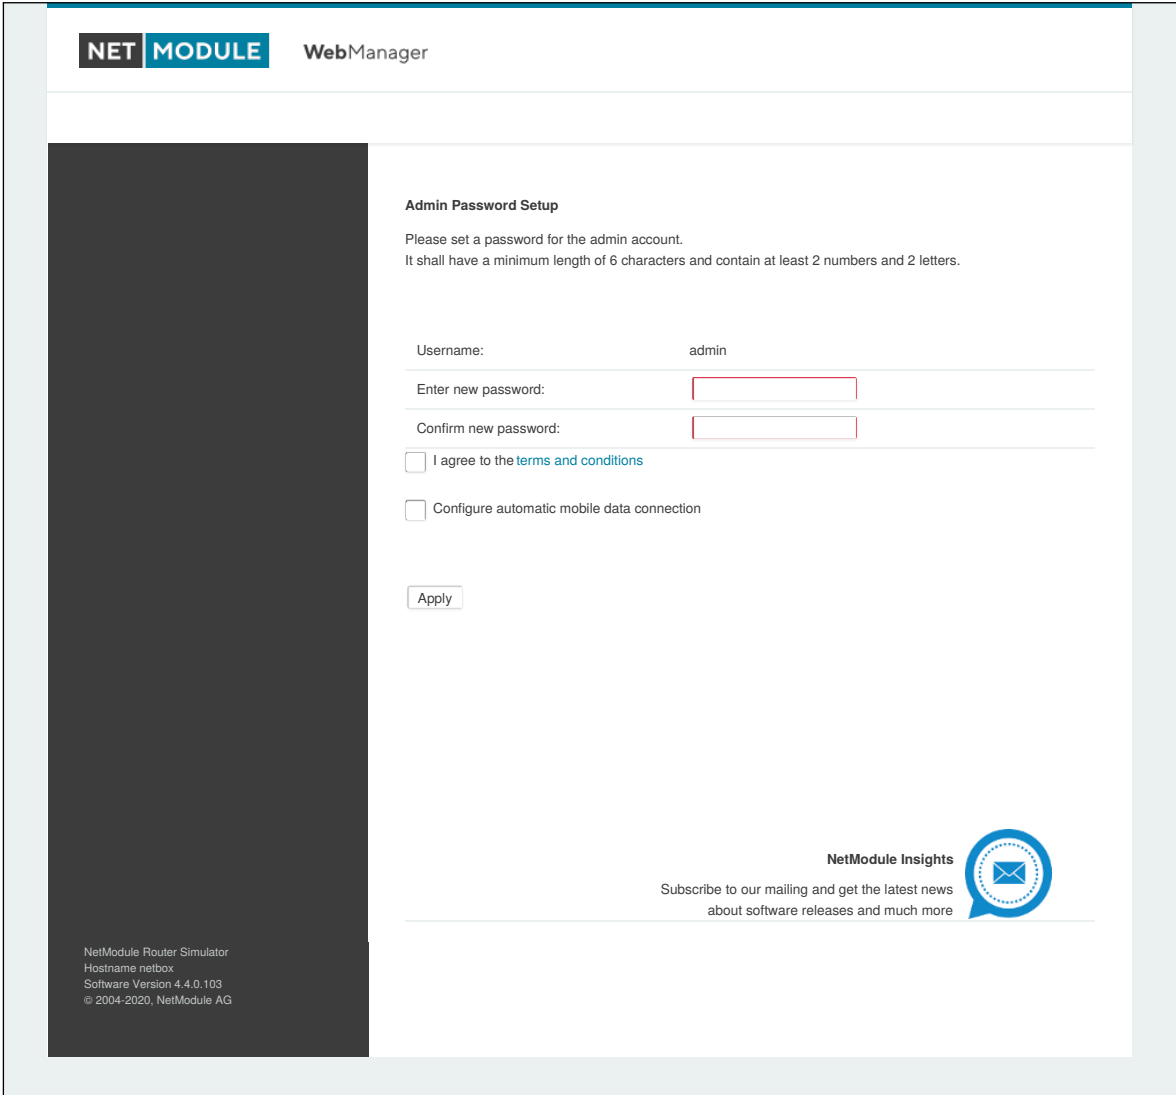 NET MODULE WebManager
Admin Password Setup
Please set a password for the admin account.
It shall have a minimum length of 6 characters and contain at least 2 numbers and 2 letters.
Username: admin
Enter new password:
Confirm new password:
I agree to the terms and conditions
Configure automatic mobile data connection
Apply
NetModule Insights
Subscribe to our mailing and get the latest news
about software releases and much more
NetModule Router Simulator
Hostname netbox
Software Version 4.4.0.103
© 2004-2020, NetModule AG